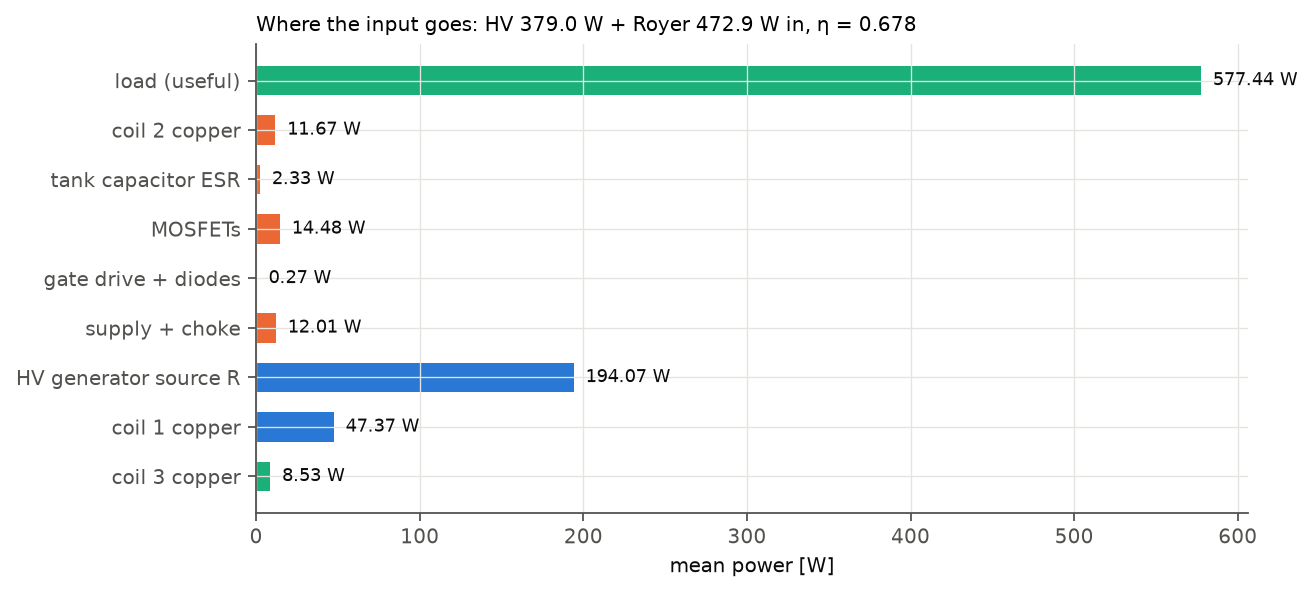 Where the input goes: HV 379.0 W + Royer 472.9 W in, η = 0.678
load (useful) 577.44 W
coil 2 copper 11.67 W
tank capacitor ESR 2.33 W
MOSFETs 14.48 W
gate drive + diodes 0.27 W
supply + choke 12.01 W
HV generator source R 194.07 W
coil 1 copper 47.37 W
coil 3 copper 8.53 W
0 100 200 300 400 500 600
mean power [W]